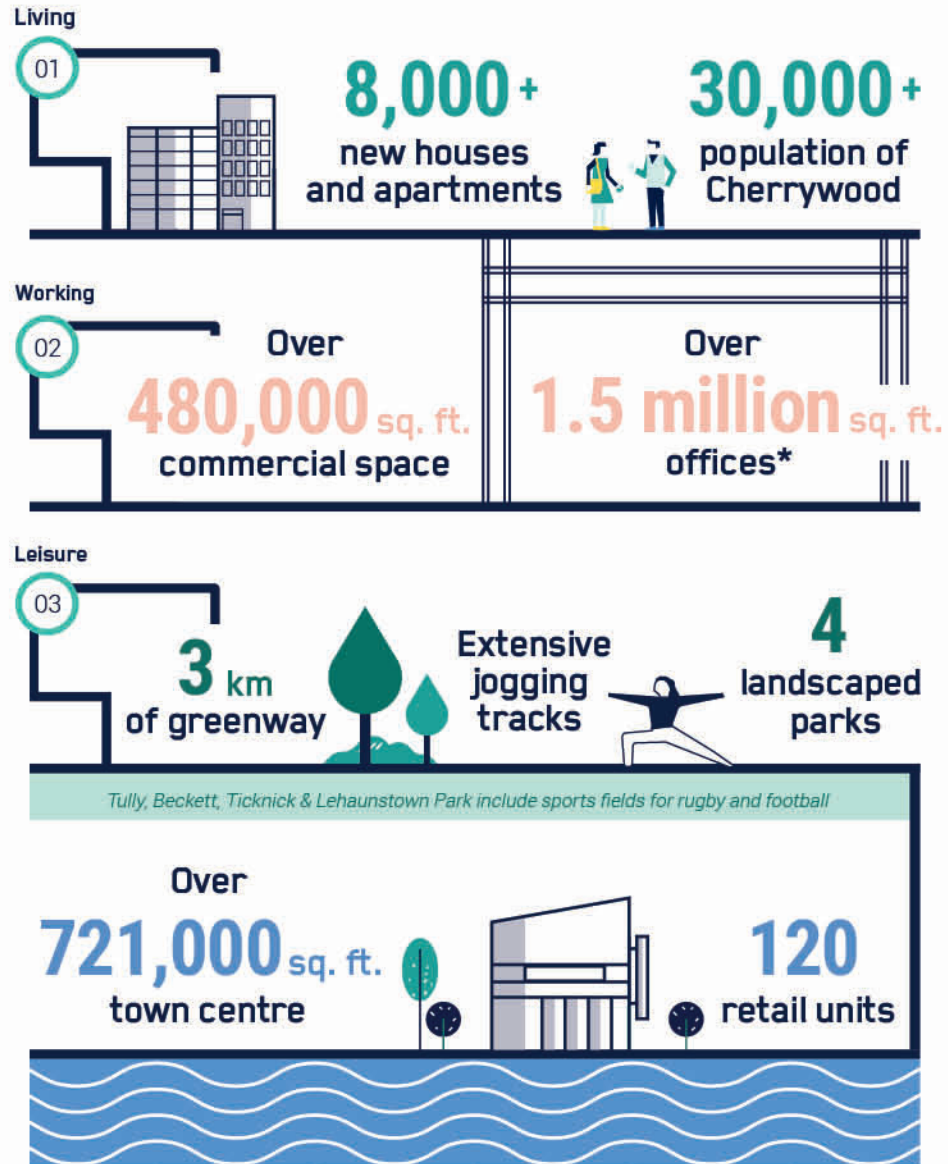 Living
01
8,000+
new houses
and apartments
30,000+
population of
Cherrywood
Working
02
Over
480,000 sq. ft.
commercial space
Over
1.5 million sq. ft.
offices*
Leisure
03
3 km
of greenway
Extensive
jogging
tracks
4
landscaped
parks
Tully, Beckett, Ticknick & Lehaunstown Park include sports fields for rugby and football
Over
721,000 sq. ft.
town centre
120
retail units